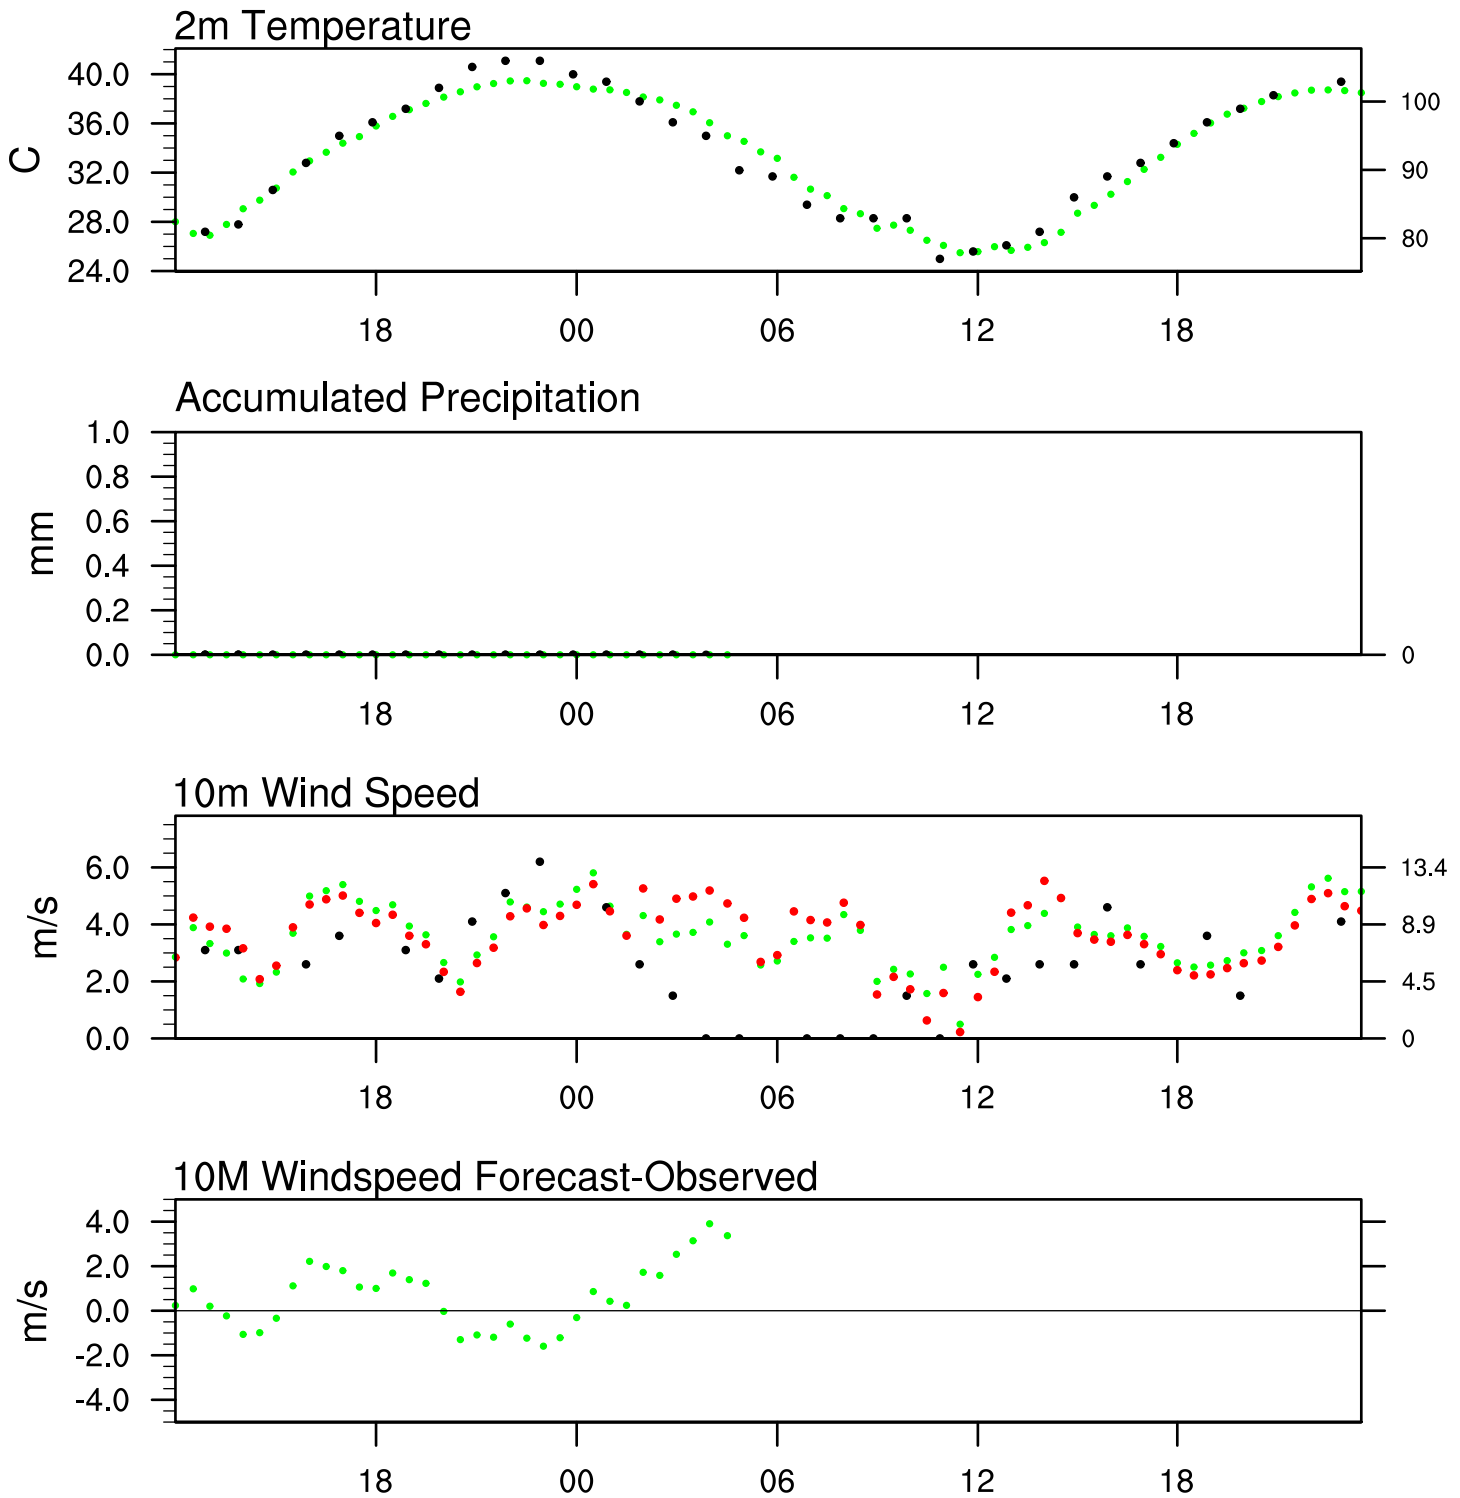 2m Temperature
40.0
36.0
32.0
28.0
24.0
C
100
90
80
18 00 06 12 18
Accumulated Precipitation
1.0
0.8
0.6
0.4
0.2
0.0
mm
0
18 00 06 12 18
10m Wind Speed
6.0
4.0
2.0
0.0
m/s
13.4
8.9
4.5
0
18 00 06 12 18
10M Windspeed Forecast-Observed
4.0
2.0
0.0
-2.0
-4.0
m/s
18 00 06 12 18